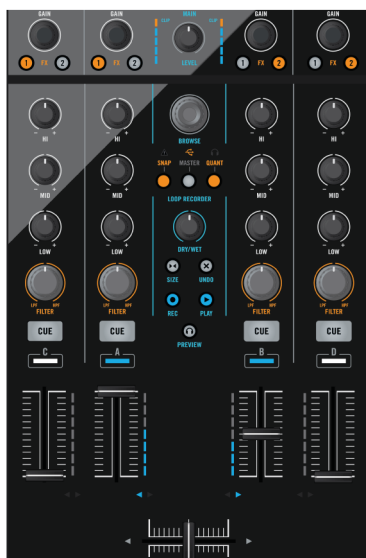 GAIN GAIN MAIN GAIN GAIN
CLIP CLIP
1 FX 2 1 FX 2 LEVEL 1 FX 2 1 FX 2
HI HI BROWSE HI HI
SNAP MASTER QUANT
MID MID MID MID
LOOP RECORDER
LOW LOW DRY/WET LOW LOW
SIZE UNDO
LPF HPF LPF HPF LPF HPF LPF HPF
FILTER FILTER REC PLAY FILTER FILTER
CUE CUE CUE CUE
PREVIEW
C A B D